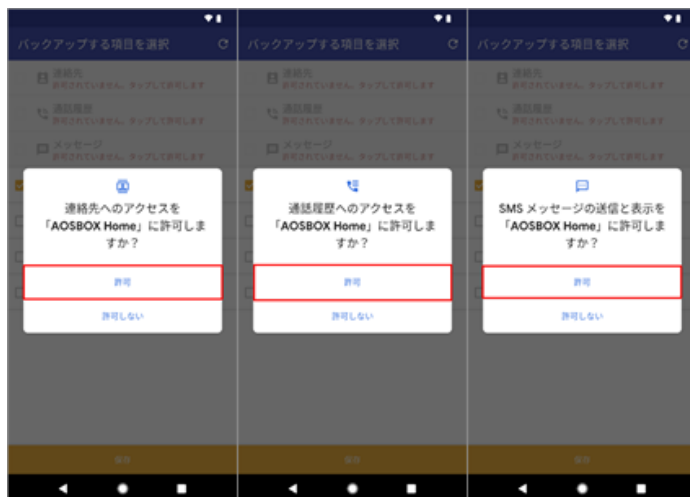 バックアップする項目を選択
連絡先
許可されていません。タップして許可します
通話履歴
許可されていません。タップして許可します
メッセージ
許可されていません。タップして許可します
連絡先へのアクセスを
「AOSBOX Home」に許可しま
すか？
許可
許可しない
保存
バックアップする項目を選択
連絡先
許可されていません。タップして許可します
通話履歴
許可されていません。タップして許可します
メッセージ
許可されていません。タップして許可します
通話履歴へのアクセスを
「AOSBOX Home」に許可しま
すか？
許可
許可しない
保存
バックアップする項目を選択
連絡先
許可されていません。タップして許可します
通話履歴
許可されていません。タップして許可します
メッセージ
許可されていません。タップして許可します
SMS メッセージの送信と表示を
「AOSBOX Home」に許可しま
すか？
許可
許可しない
保存